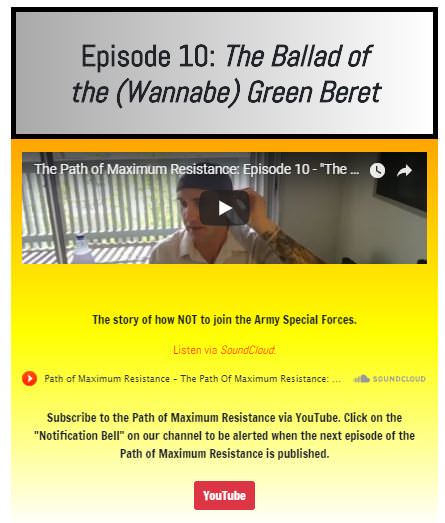 Episode 10: The Ballad of
the (Wannabe) Green Beret
The Path of Maximum Resistance: Episode 10 - "The ...
The story of how NOT to join the Army Special Forces.
Listen via SoundCloud:
Path of Maximum Resistance – The Path Of Maximum Resistance: ...
SOUNDCLOUD
Subscribe to the Path of Maximum Resistance via YouTube. Click on the
"Notification Bell" on our channel to be alerted when the next episode of the
Path of Maximum Resistance is published.
YouTube